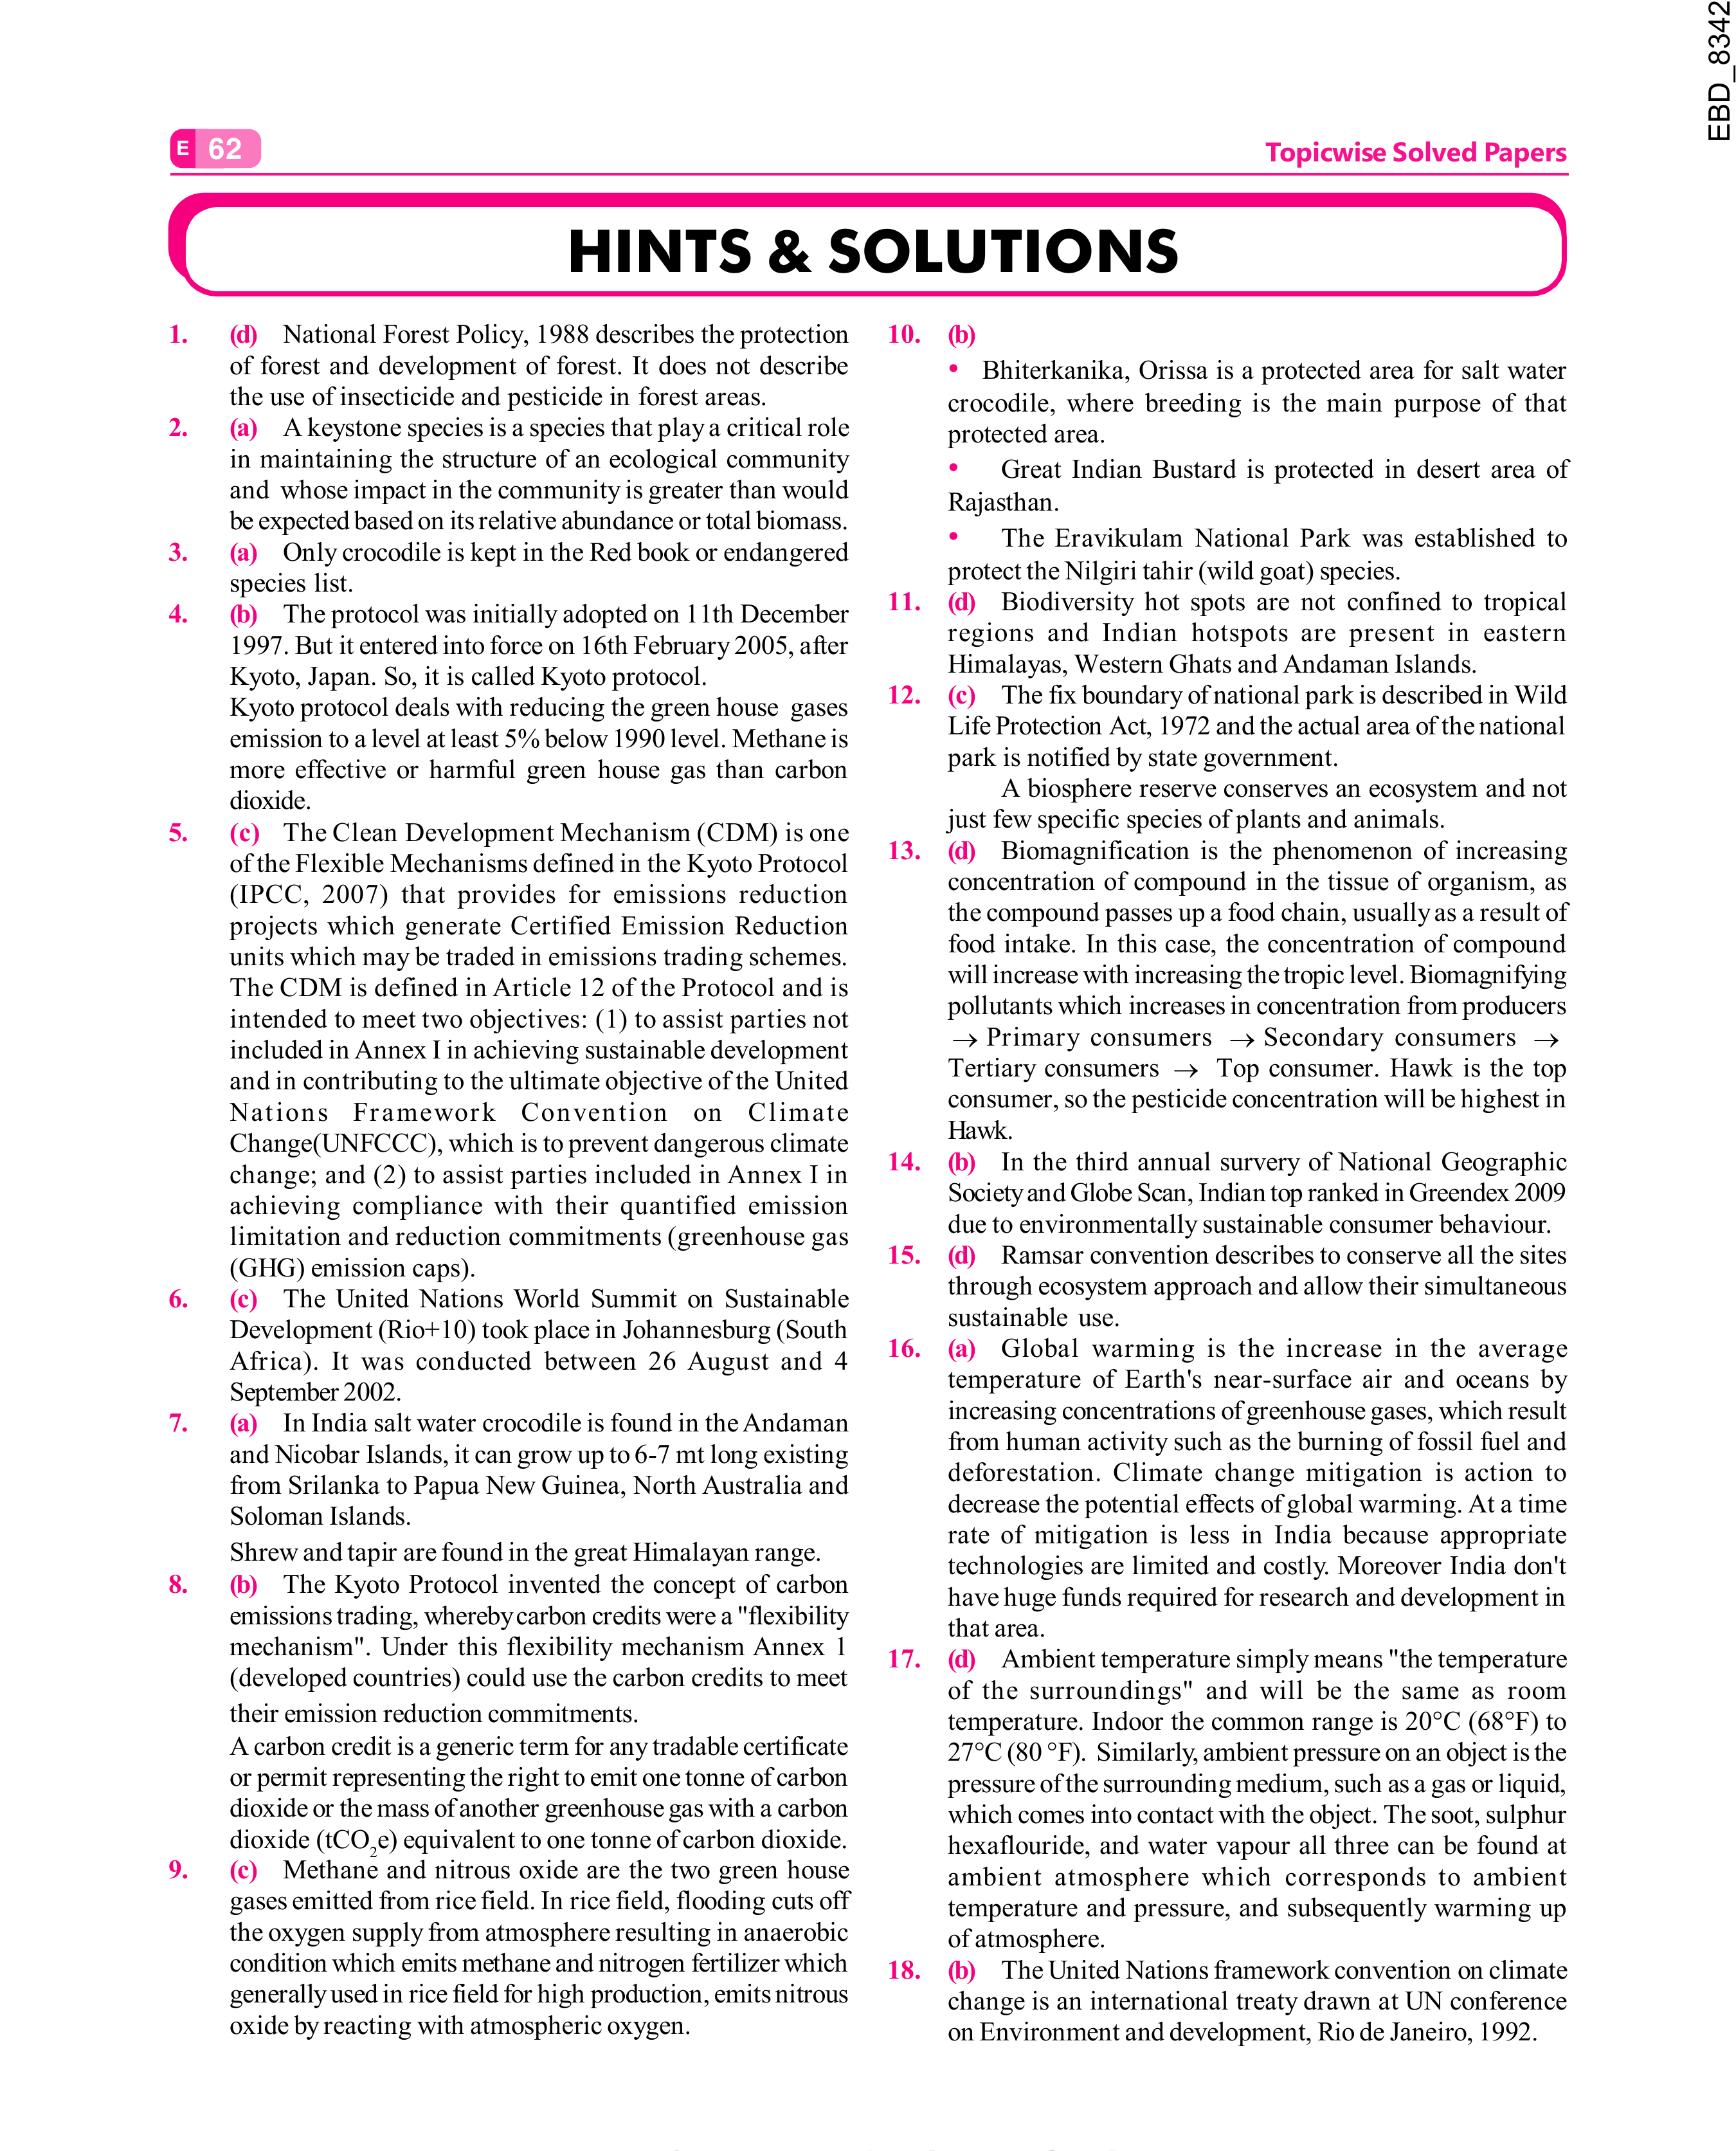 EBD_8342
E 62
Topicwise Solved Papers
HINTS & SOLUTIONS
1. (d) National Forest Policy, 1988 describes the protection
of forest and development of forest. It does not describe
the use of insecticide and pesticide in forest areas.
2. (a) A keystone species is a species that play a critical role
in maintaining the structure of an ecological community
and whose impact in the community is greater than would
be expected based on its relative abundance or total biomass.
3. (a) Only crocodile is kept in the Red book or endangered
species list.
4. (b) The protocol was initially adopted on 11th December
1997. But it entered into force on 16th February 2005, after
Kyoto, Japan. So, it is called Kyoto protocol.
Kyoto protocol deals with reducing the green house gases
emission to a level at least 5% below 1990 level. Methane is
more effective or harmful green house gas than carbon
dioxide.
5. (c) The Clean Development Mechanism (CDM) is one
of the Flexible Mechanisms defined in the Kyoto Protocol
(IPCC, 2007) that provides for emissions reduction
projects which generate Certified Emission Reduction
units which may be traded in emissions trading schemes.
The CDM is defined in Article 12 of the Protocol and is
intended to meet two objectives: (1) to assist parties not
included in Annex I in achieving sustainable development
and in contributing to the ultimate objective of the United
Nations Framework Convention on Climate
Change(UNFCCC), which is to prevent dangerous climate
change; and (2) to assist parties included in Annex I in
achieving compliance with their quantified emission
limitation and reduction commitments (greenhouse gas
(GHG) emission caps).
6. (c) The United Nations World Summit on Sustainable
Development (Rio+10) took place in Johannesburg (South
Africa). It was conducted between 26 August and 4
September 2002.
7. (a) In India salt water crocodile is found in the Andaman
and Nicobar Islands, it can grow up to 6-7 mt long existing
from Srilanka to Papua New Guinea, North Australia and
Soloman Islands.
Shrew and tapir are found in the great Himalayan range.
8. (b) The Kyoto Protocol invented the concept of carbon
emissions trading, whereby carbon credits were a "flexibility
mechanism". Under this flexibility mechanism Annex 1
(developed countries) could use the carbon credits to meet
their emission reduction commitments.
A carbon credit is a generic term for any tradable certificate
or permit representing the right to emit one tonne of carbon
dioxide or the mass of another greenhouse gas with a carbon
dioxide (tCO₂e) equivalent to one tonne of carbon dioxide.
9. (c) Methane and nitrous oxide are the two green house
gases emitted from rice field. In rice field, flooding cuts off
the oxygen supply from atmosphere resulting in anaerobic
condition which emits methane and nitrogen fertilizer which
generally used in rice field for high production, emits nitrous
oxide by reacting with atmospheric oxygen.
10. (b)
• Bhiterkanika, Orissa is a protected area for salt water
crocodile, where breeding is the main purpose of that
protected area.
• Great Indian Bustard is protected in desert area of
Rajasthan.
• The Eravikulam National Park was established to
protect the Nilgiri tahir (wild goat) species.
11. (d) Biodiversity hot spots are not confined to tropical
regions and Indian hotspots are present in eastern
Himalayas, Western Ghats and Andaman Islands.
12. (c) The fix boundary of national park is described in Wild
Life Protection Act, 1972 and the actual area of the national
park is notified by state government.
A biosphere reserve conserves an ecosystem and not
just few specific species of plants and animals.
13. (d) Biomagnification is the phenomenon of increasing
concentration of compound in the tissue of organism, as
the compound passes up a food chain, usually as a result of
food intake. In this case, the concentration of compound
will increase with increasing the tropic level. Biomagnifying
pollutants which increases in concentration from producers
→ Primary consumers → Secondary consumers →
Tertiary consumers → Top consumer. Hawk is the top
consumer, so the pesticide concentration will be highest in
Hawk.
14. (b) In the third annual survery of National Geographic
Society and Globe Scan, Indian top ranked in Greendex 2009
due to environmentally sustainable consumer behaviour.
15. (d) Ramsar convention describes to conserve all the sites
through ecosystem approach and allow their simultaneous
sustainable use.
16. (a) Global warming is the increase in the average
temperature of Earth's near-surface air and oceans by
increasing concentrations of greenhouse gases, which result
from human activity such as the burning of fossil fuel and
deforestation. Climate change mitigation is action to
decrease the potential effects of global warming. At a time
rate of mitigation is less in India because appropriate
technologies are limited and costly. Moreover India don't
have huge funds required for research and development in
that area.
17. (d) Ambient temperature simply means "the temperature
of the surroundings" and will be the same as room
temperature. Indoor the common range is 20°C (68°F) to
27°C (80 °F). Similarly, ambient pressure on an object is the
pressure of the surrounding medium, such as a gas or liquid,
which comes into contact with the object. The soot, sulphur
hexaflouride, and water vapour all three can be found at
ambient atmosphere which corresponds to ambient
temperature and pressure, and subsequently warming up
of atmosphere.
18. (b) The United Nations framework convention on climate
change is an international treaty drawn at UN conference
on Environment and development, Rio de Janeiro, 1992.